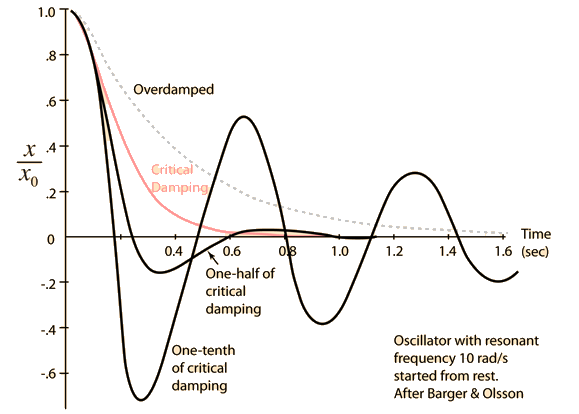 1.0
.8
.6
.4
.2
0
-.2
-.4
-.6
x
x0
Overdamped
Critical
Damping
0.4
0.6
0.8
1.0
1.2
1.4
1.6
Time
(sec)
One-half of
critical
damping
One-tenth
of critical
damping
Oscillator with resonant
frequency 10 rad/s
started from rest.
After Barger & Olsson